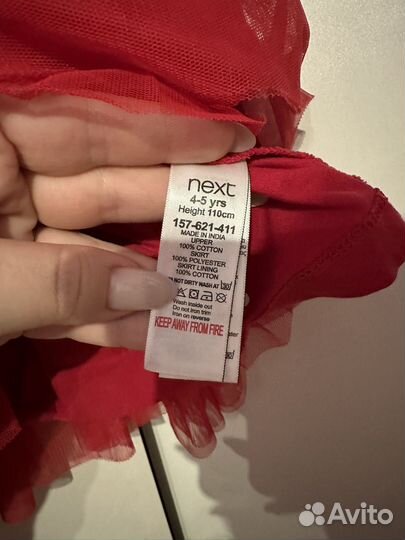 next
4-5 yrs
Height 110cm
157-621-411
MADE IN INDIA
UPPER
100% COTTON
SKIRT
100% POLYESTER
SKIRT LINING
100% COTTON
NOT DIRTY WASH AT 30
Wash inside out
Do not iron trim
Iron on reverse
KEEP AWAY FROM FIRE
Avito